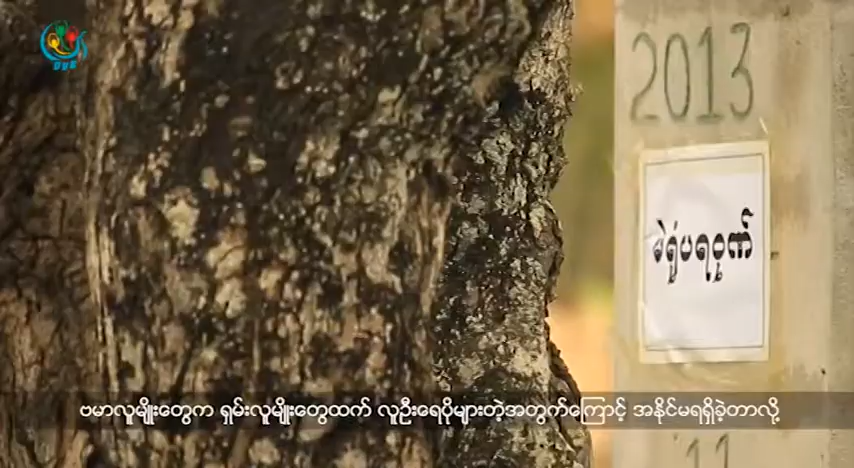 DVB
2013
မဲရုံပရဝုဏ်
ဗမာလူမျိုးတွေက ရှမ်းလူမျိုးတွေထက် လူဦးရေပိုများတဲ့အတွက်ကြောင့် အနိုင်မရရှိခဲ့တာလို့